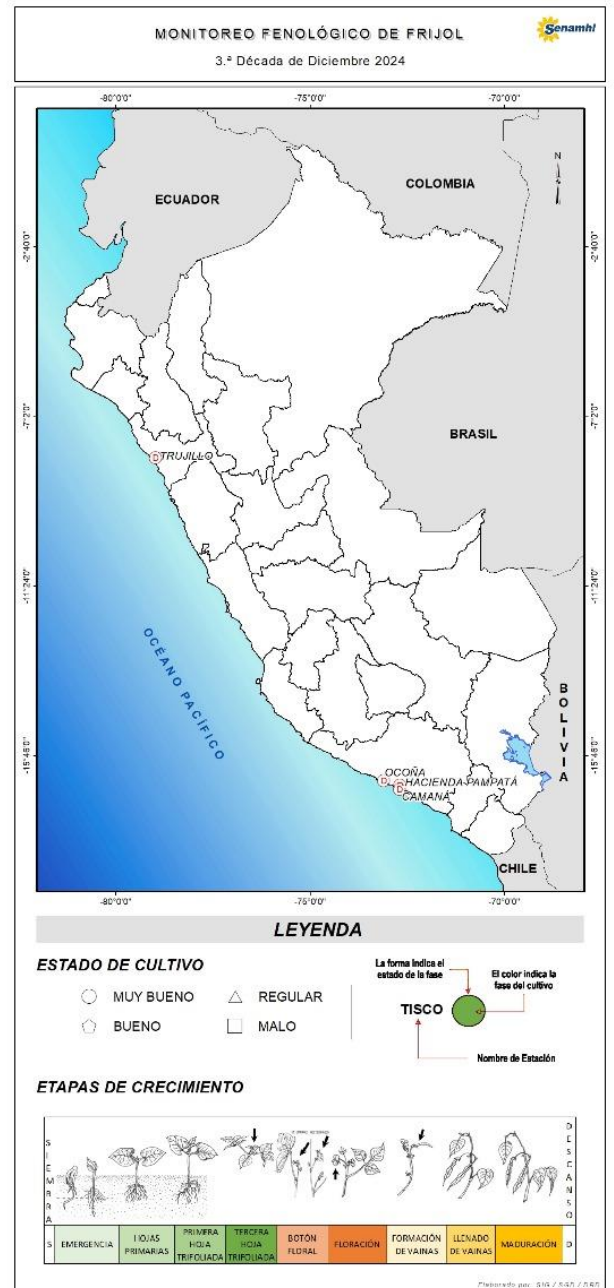 MONITOREO FENOLÓGICO DE FRIJOL
3.ª Década de Diciembre 2024
Senamhi
-80°0'0" -75°0'0" -70°0'0"
ECUADOR
COLOMBIA
N
-2°40'0" -2°40'0"
-7°2'0" -7°2'0"
BRASIL
D TRUJILLO
-11°24'0" -11°24'0"
OCÉANO PACÍFICO
BOLIVIA
-15°48'0" -15°48'0"
OCOÑA
D D HACIENDA PAMPATÁ
D CAMANÁ
CHILE
-80°0'0" -75°0'0" -70°0'0"
LEYENDA
ESTADO DE CULTIVO
MUY BUENO
REGULAR
BUENO
MALO
La forma indica el
estado de la fase
El color indica la
fase del cultivo
TISCO
Nombre de Estación
ETAPAS DE CRECIMIENTO
SIEMBRA
DESCANSO
S
EMERGENCIA
HOJAS
PRIMARIAS
PRIMERA
HOJA
TRIFOLIADA
TERCERA
HOJA
TRIFOLIADA
BOTÓN
FLORAL
FLORACIÓN
FORMACIÓN
DE VAINAS
LLENADO
DE VAINAS
MADURACIÓN
D